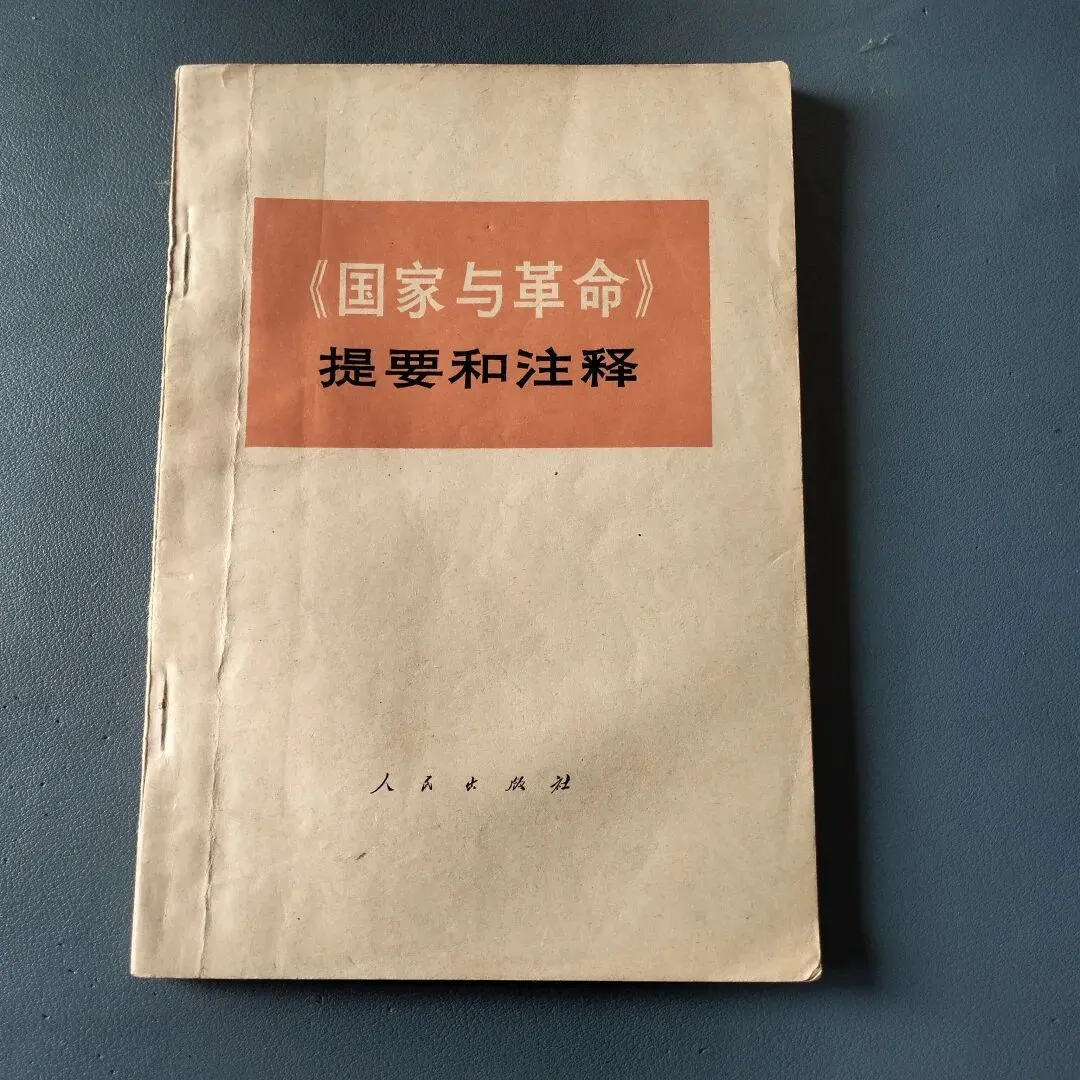 《国家与革命》
提要和注释
人民出版社